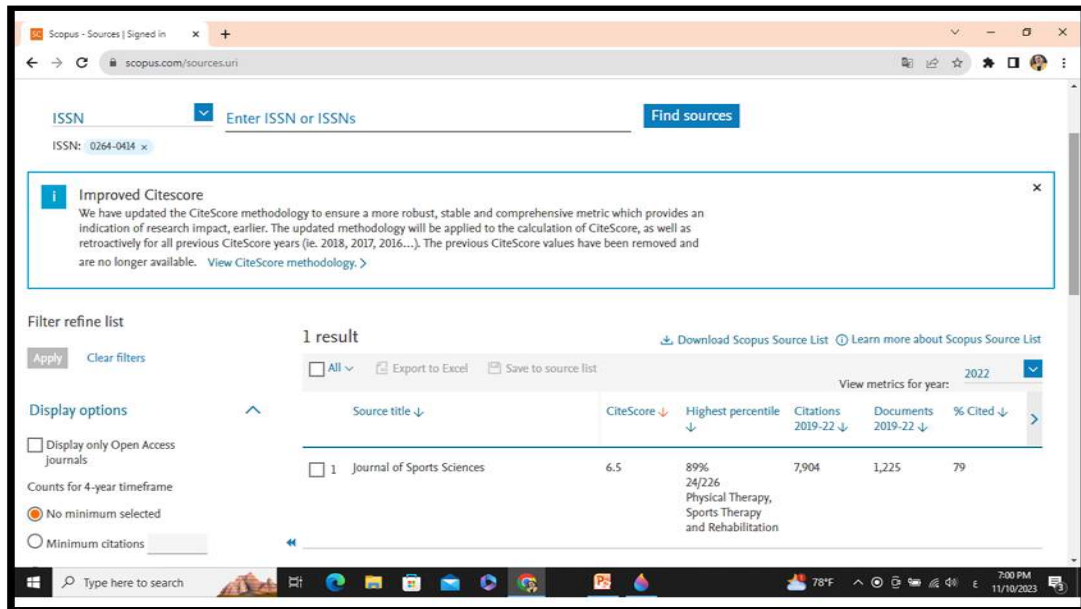 Scopus - Sources | Signed in
scopus.com/sources.uri
ISSN Enter ISSN or ISSNs Find sources
ISSN: 0264-0414 ×
i Improved Citescore
We have updated the CiteScore methodology to ensure a more robust, stable and comprehensive metric which provides an
indication of research impact, earlier. The updated methodology will be applied to the calculation of CiteScore, as well as
retroactively for all previous CiteScore years (ie. 2018, 2017, 2016...). The previous CiteScore values have been removed and
are no longer available. View CiteScore methodology. >
Filter refine list
Apply Clear filters
Display options
Display only Open Access
journals
Counts for 4-year timeframe
No minimum selected
Minimum citations
1 result
Download Scopus Source List Learn more about Scopus Source List
All Export to Excel Save to source list
View metrics for year: 2022
Source title ↓ CiteScore ↓ Highest percentile ↓ Citations 2019-22 ↓ Documents 2019-22 ↓ % Cited ↓
1 Journal of Sports Sciences 6.5 89% 7,904 1,225 79
24/226
Physical Therapy,
Sports Therapy
and Rehabilitation
Type here to search
78°F
7:00 PM
11/10/2023